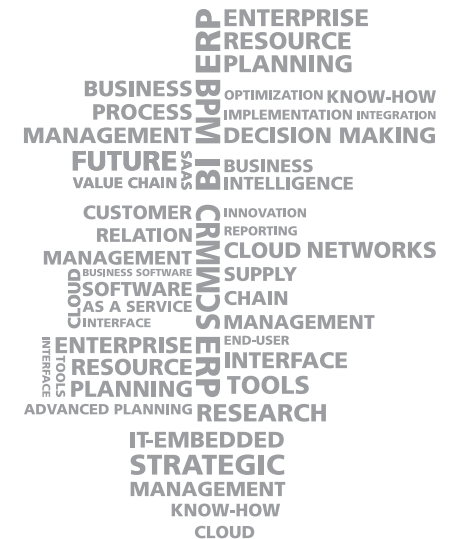 ERP
ENTERPRISE
RESOURCE
PLANNING
BUSINESS
PROCESS
MANAGEMENT
BPM
OPTIMIZATION KNOW-HOW
IMPLEMENTATION INTEGRATION
DECISION MAKING
FUTURE
SAAS
VALUE CHAIN
BI
BUSINESS
INTELLIGENCE
CUSTOMER
RELATION
MANAGEMENT
CRM
INNOVATION
REPORTING
CLOUD NETWORKS
CLOUD
BUSINESS SOFTWARE
SOFTWARE
AS A SERVICE
INTERFACE
SCM
SUPPLY
CHAIN
MANAGEMENT
INTERFACE
TOOLS
ENTERPRISE
RESOURCE
PLANNING
ERP
END-USER
INTERFACE
TOOLS
ADVANCED PLANNING RESEARCH
IT-EMBEDDED
STRATEGIC
MANAGEMENT
KNOW-HOW
CLOUD